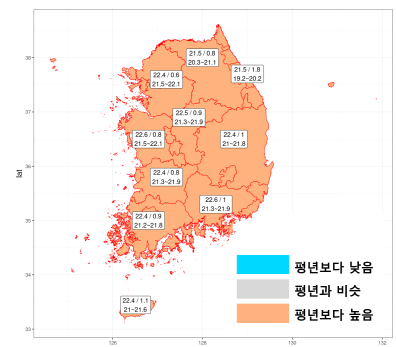 38
37
36
35
34
33
lat
126
128
130
132
21.5 / 0.8
20.3~21.1
21.5 / 1.8
19.2~20.2
22.4 / 0.6
21.5~22.1
22.5 / 0.9
21.3~21.9
22.6 / 0.8
21.5~22.1
22.4 / 1
21~21.8
22.4 / 0.8
21.3~21.9
22.6 / 1
21.3~21.9
22.4 / 0.9
21.2~21.8
22.4 / 1.1
21~21.6
평년보다 낮음
평년과 비슷
평년보다 높음